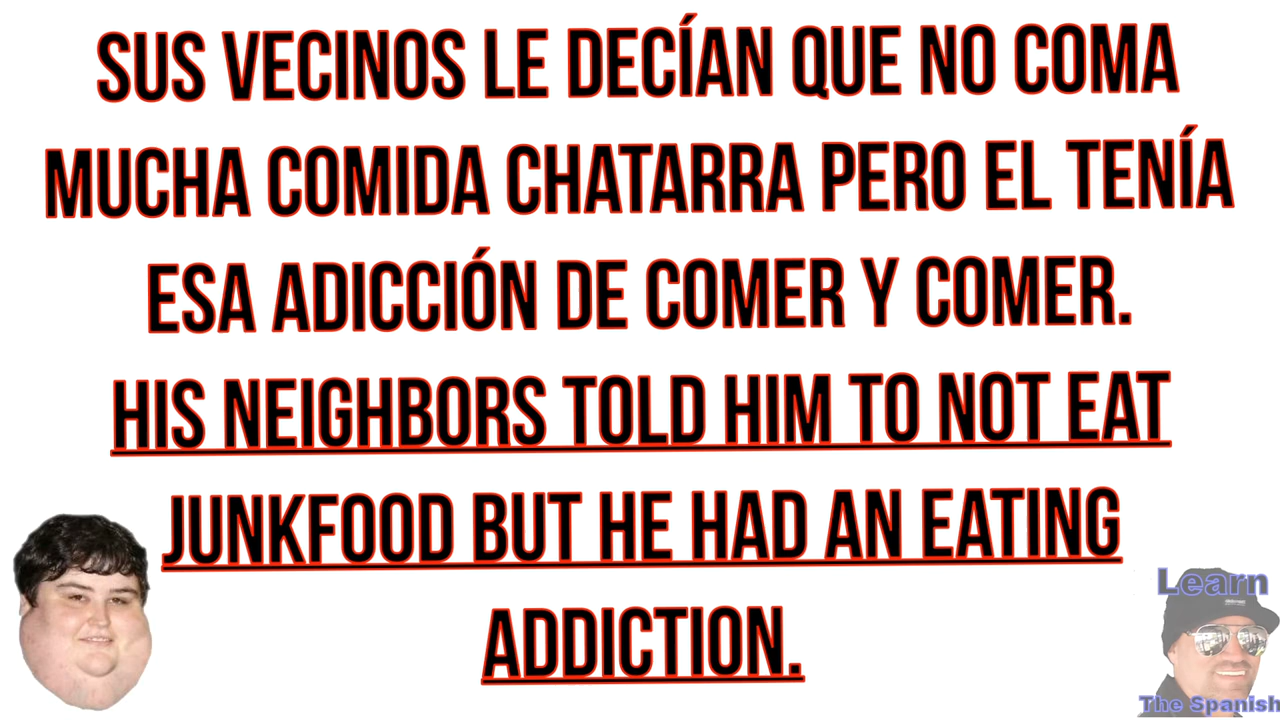 SUS VECINOS LE DECÍAN QUE NO COMA
MUCHA COMIDA CHATARRA PERO EL TENÍA
ESA ADICCIÓN DE COMER Y COMER.
HIS NEIGHBORS TOLD HIM TO NOT EAT
JUNKFOOD BUT HE HAD AN EATING
ADDICTION.
Learn
The Spanish